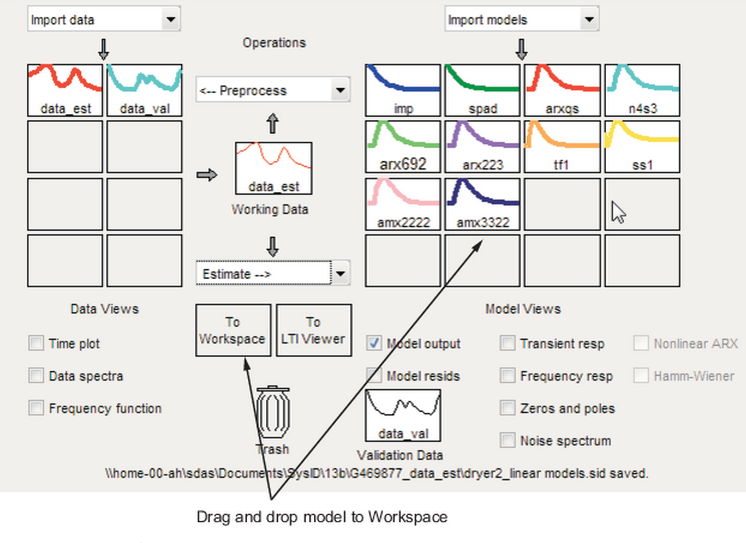 Import data
Import models
Operations
<-- Preprocess
data_est
data_val
imp
spad
arxqs
n4s3
arx692
arx223
tf1
ss1
data_est
Working Data
amx2222
amx3322
Estimate -->
Data Views
To Workspace
To LTI Viewer
Model Views
Time plot
Data spectra
Frequency function
Model output
Model resids
Transient resp
Frequency resp
Zeros and poles
Noise spectrum
Nonlinear ARX
Hamm-Wiener
Trash
data_val
Validation Data
\\home-00-ah\sdas\Documents\SysID\13b\G469877_data_est\dryer2_linear models.sid saved.
Drag and drop model to Workspace